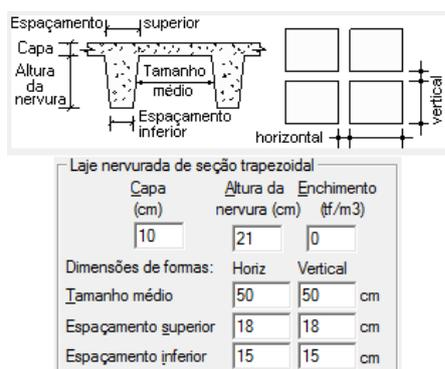 Espaçamento superior
Capa
Altura da nervura
Tamanho médio
Espaçamento inferior
horizontal
vertical
Laje nervurada de seção trapezoidal
Capa Altura da Enchimento
(cm) nervura (cm) (tf/m3)
10 21 0
Dimensões de formas: Horiz Vertical
Tamanho médio 50 50 cm
Espaçamento superior 18 18 cm
Espaçamento inferior 15 15 cm